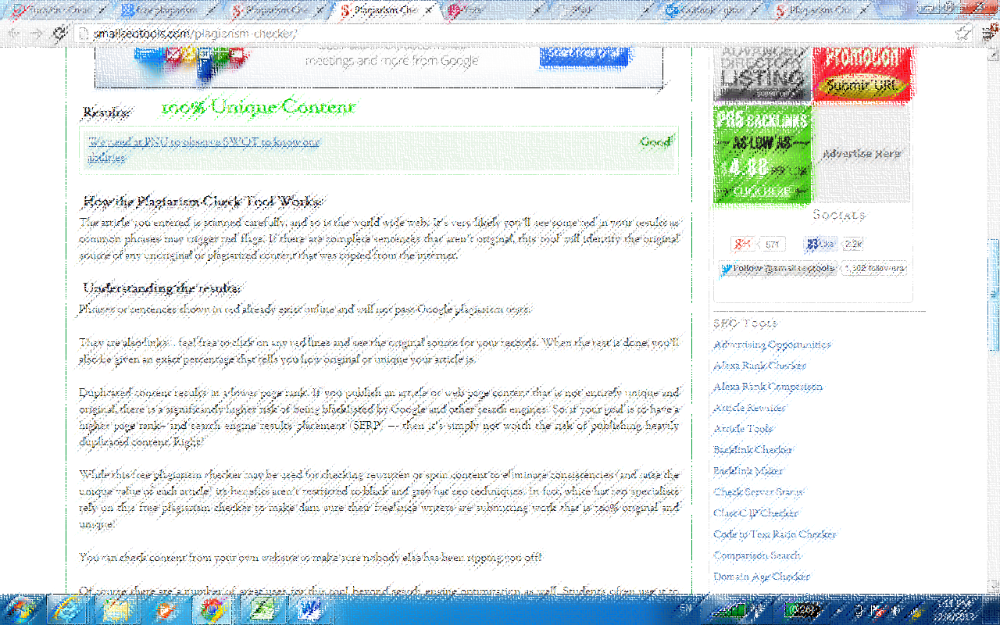 free plagiarism
Plagiarism Che
Plagiarism Che
smallseotools.com/plagiarism-checker/
meetings and more from Google
ADVANCED
DIRECTORY
LISTING
Promotion
Submit URL
Results:
100% Unique Content
We need at PNU to observe SWOT to know our
abilities
Good
PR8 BACKLINKS
AS LOW AS
4.88
CLICK HERE
Advertise Here
How the Plagiarism Check Tool Works:
The article you entered is scanned carefully, and so is the world wide web. It's very likely you'll see some red in your results as
common phrases may trigger red flags. If there are complete sentences that aren't original, this tool will identify the original
source of any unoriginal or plagiarized content that was copied from the internet.
Socials
571
Like
2.2k
Follow @smallseotools
1,302 followers
Understanding the results:
Phrases or sentences shown in red already exist online and will not pass Google plagiarism tests.
They are also links... feel free to click on any red lines and see the original source for your records. When the test is done, you'll
also be given an exact percentage that tells you how original or unique your article is.
Duplicated content results in a lower page rank. If you publish an article or web page content that is not entirely unique and
original, there is a significantly higher risk of being blacklisted by Google and other search engines. So, if your goal is to have a
higher page rank- and search engine results placement (SERP) --- then it's simply not worth the risk of publishing heavily
duplicated content. Right?
While this free plagiarism checker may be used for checking rewritten or spun content to eliminate consistencies (and raise the
unique value of each article) its benefits aren't restricted to black and gray hat seo techniques. In fact, white hat seo specialists
rely on this free plagiarism checker to make darn sure their freelance writers are submitting work that is 100% original and
unique!
You can check content from your own website to make sure nobody else has been ripping you off!
Of course there are a number of great uses for this tool beyond search engine optimization as well. Students often use it to
SEO Tools
Advertising Opportunities
Alexa Rank Checker
Alexa Rank Comparison
Article Rewriter
Article Tools
Backlink Checker
Backlink Maker
Check Server Status
Class C IP Checker
Code to Text Ratio Checker
Comparison Search
Domain Age Checker
EN